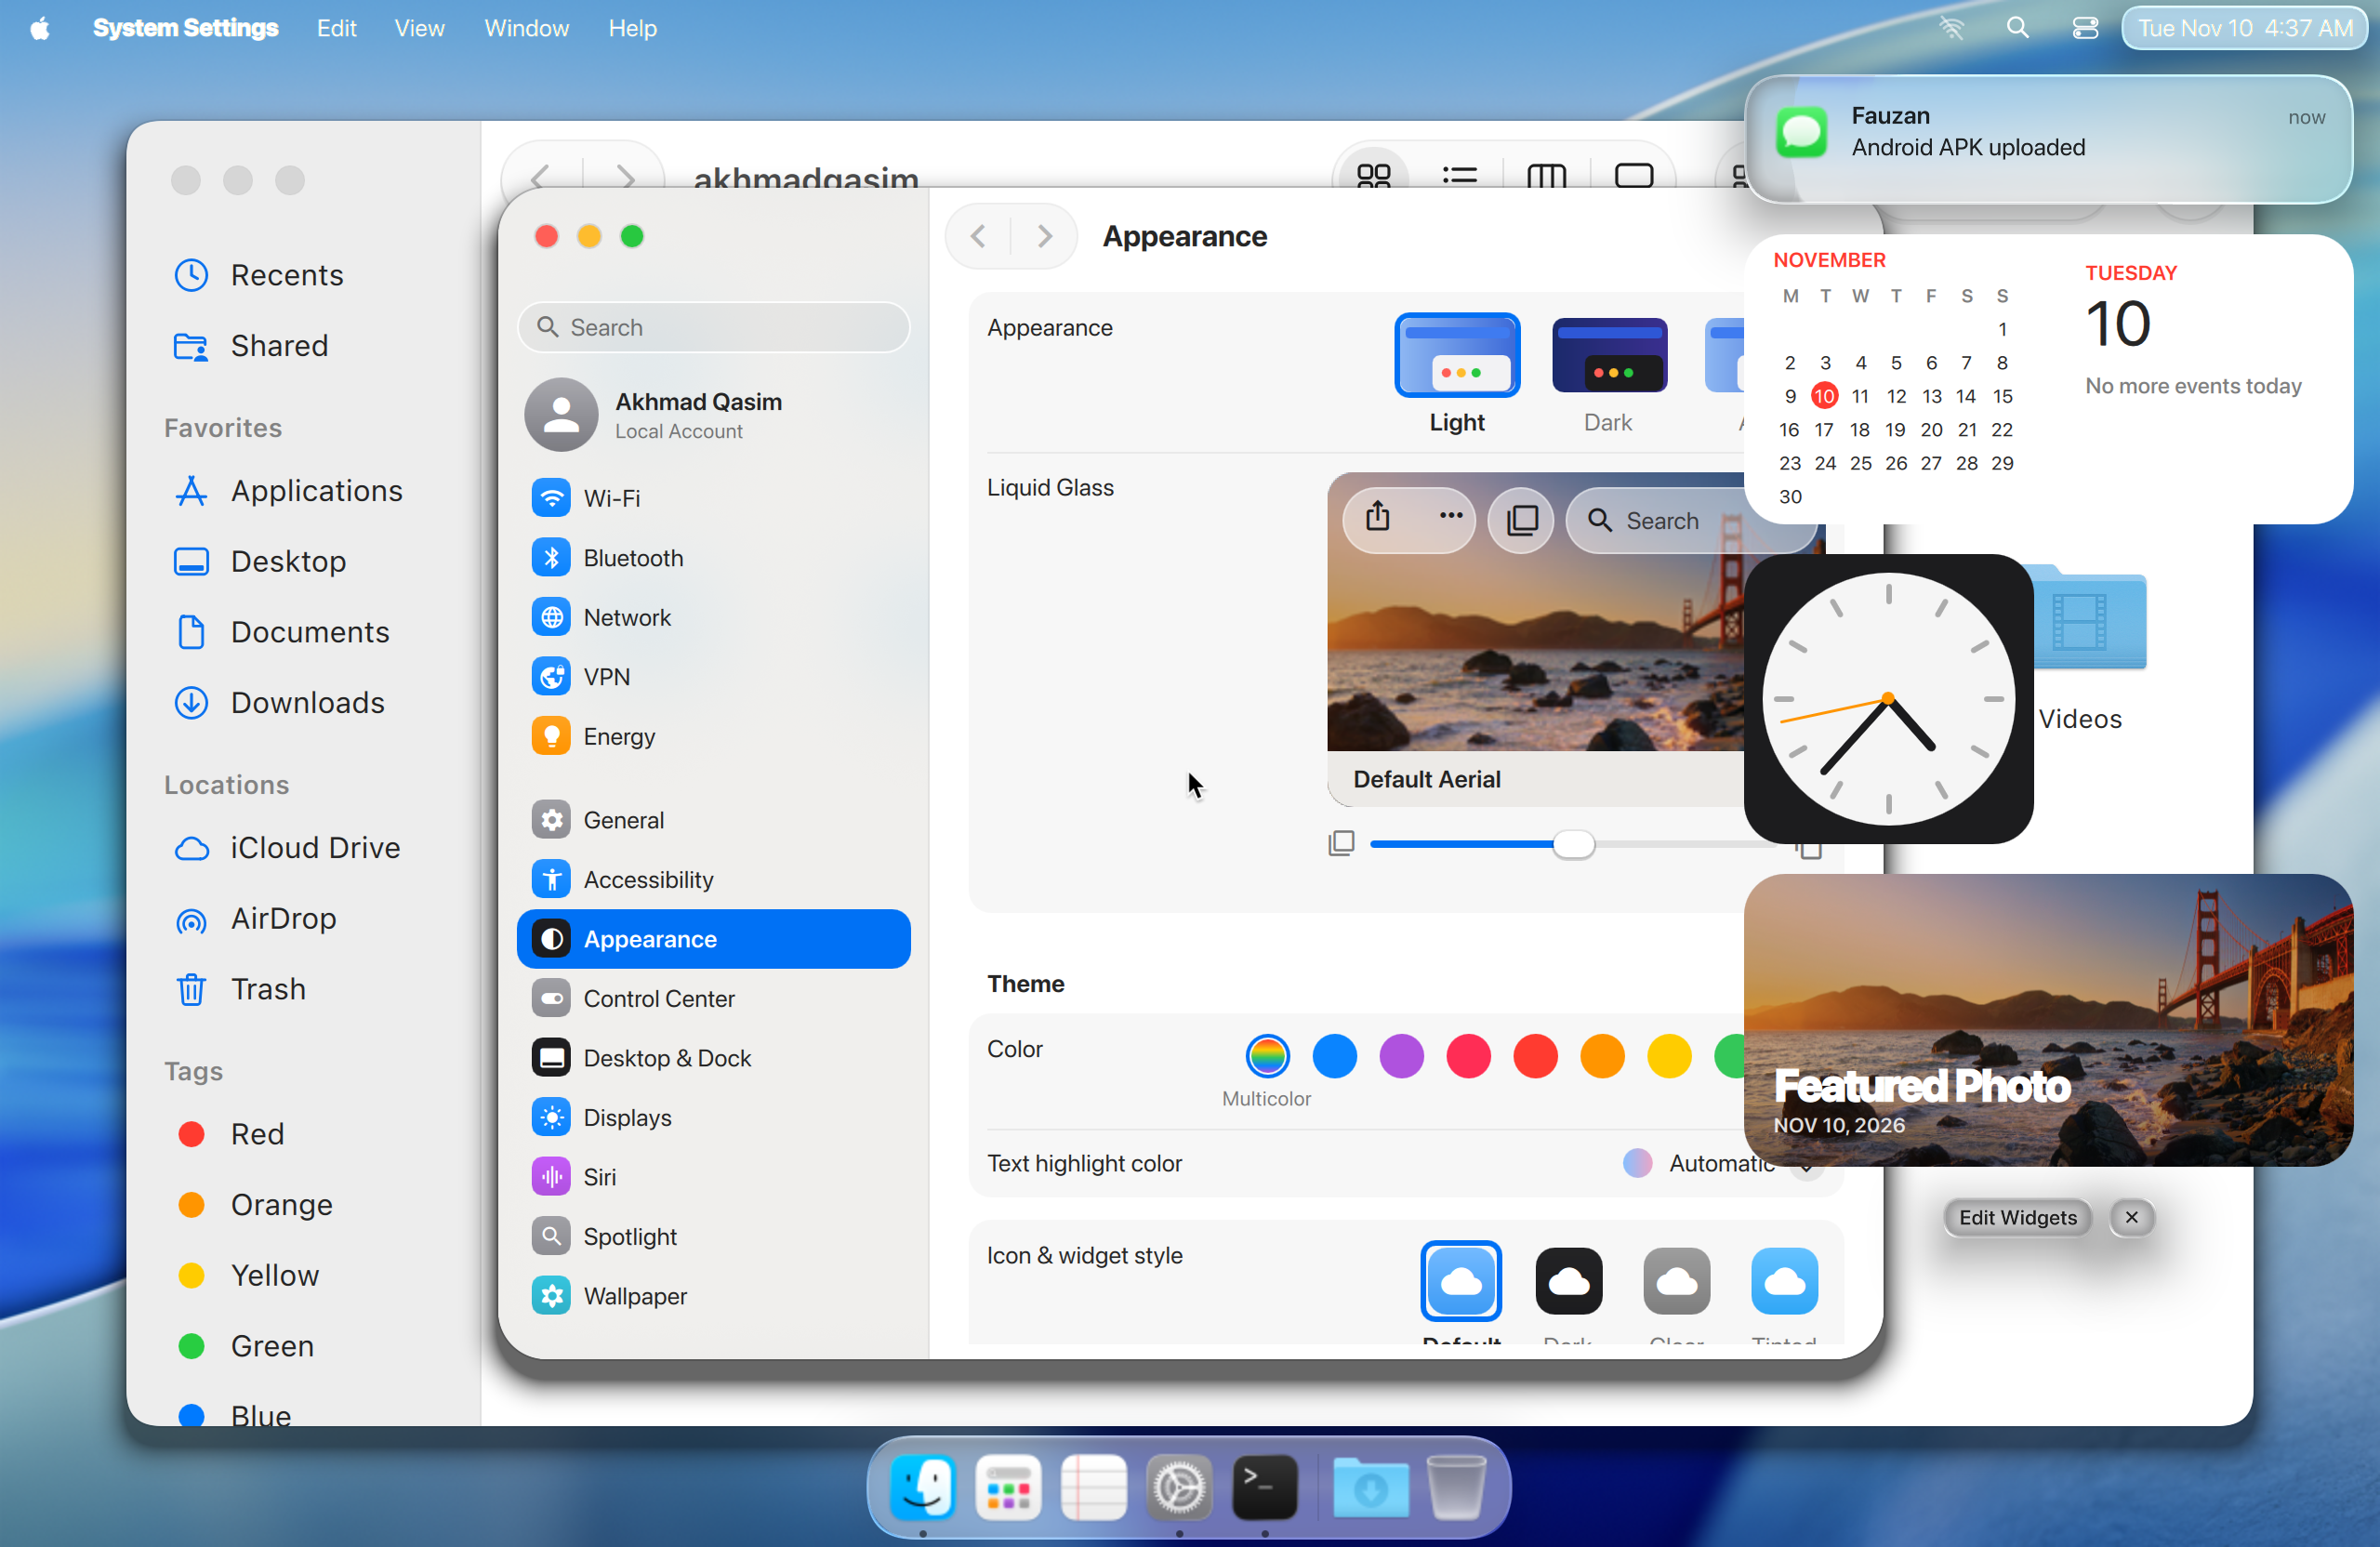 System Settings Edit View Window Help Tue Nov 10 4:37 AM
akhmadqasim
Recents
Shared
Favorites
Applications
Desktop
Documents
Downloads
Locations
iCloud Drive
AirDrop
Trash
Tags
Red
Orange
Yellow
Green
Blue
Search
Akhmad Qasim
Local Account
Wi-Fi
Bluetooth
Network
VPN
Energy
General
Accessibility
Appearance
Control Center
Desktop & Dock
Displays
Siri
Spotlight
Wallpaper
Appearance
Appearance
Light Dark
Liquid Glass
Search
Default Aerial
Theme
Color
Multicolor
Text highlight color Automatic
Icon & widget style
Default Dark Clear Tinted
Fauzan now
Android APK uploaded
NOVEMBER
M T W T F S S
1
2 3 4 5 6 7 8
9 10 11 12 13 14 15
16 17 18 19 20 21 22
23 24 25 26 27 28 29
30
TUESDAY
10
No more events today
Videos
Featured Photo
NOV 10, 2026
Edit Widgets